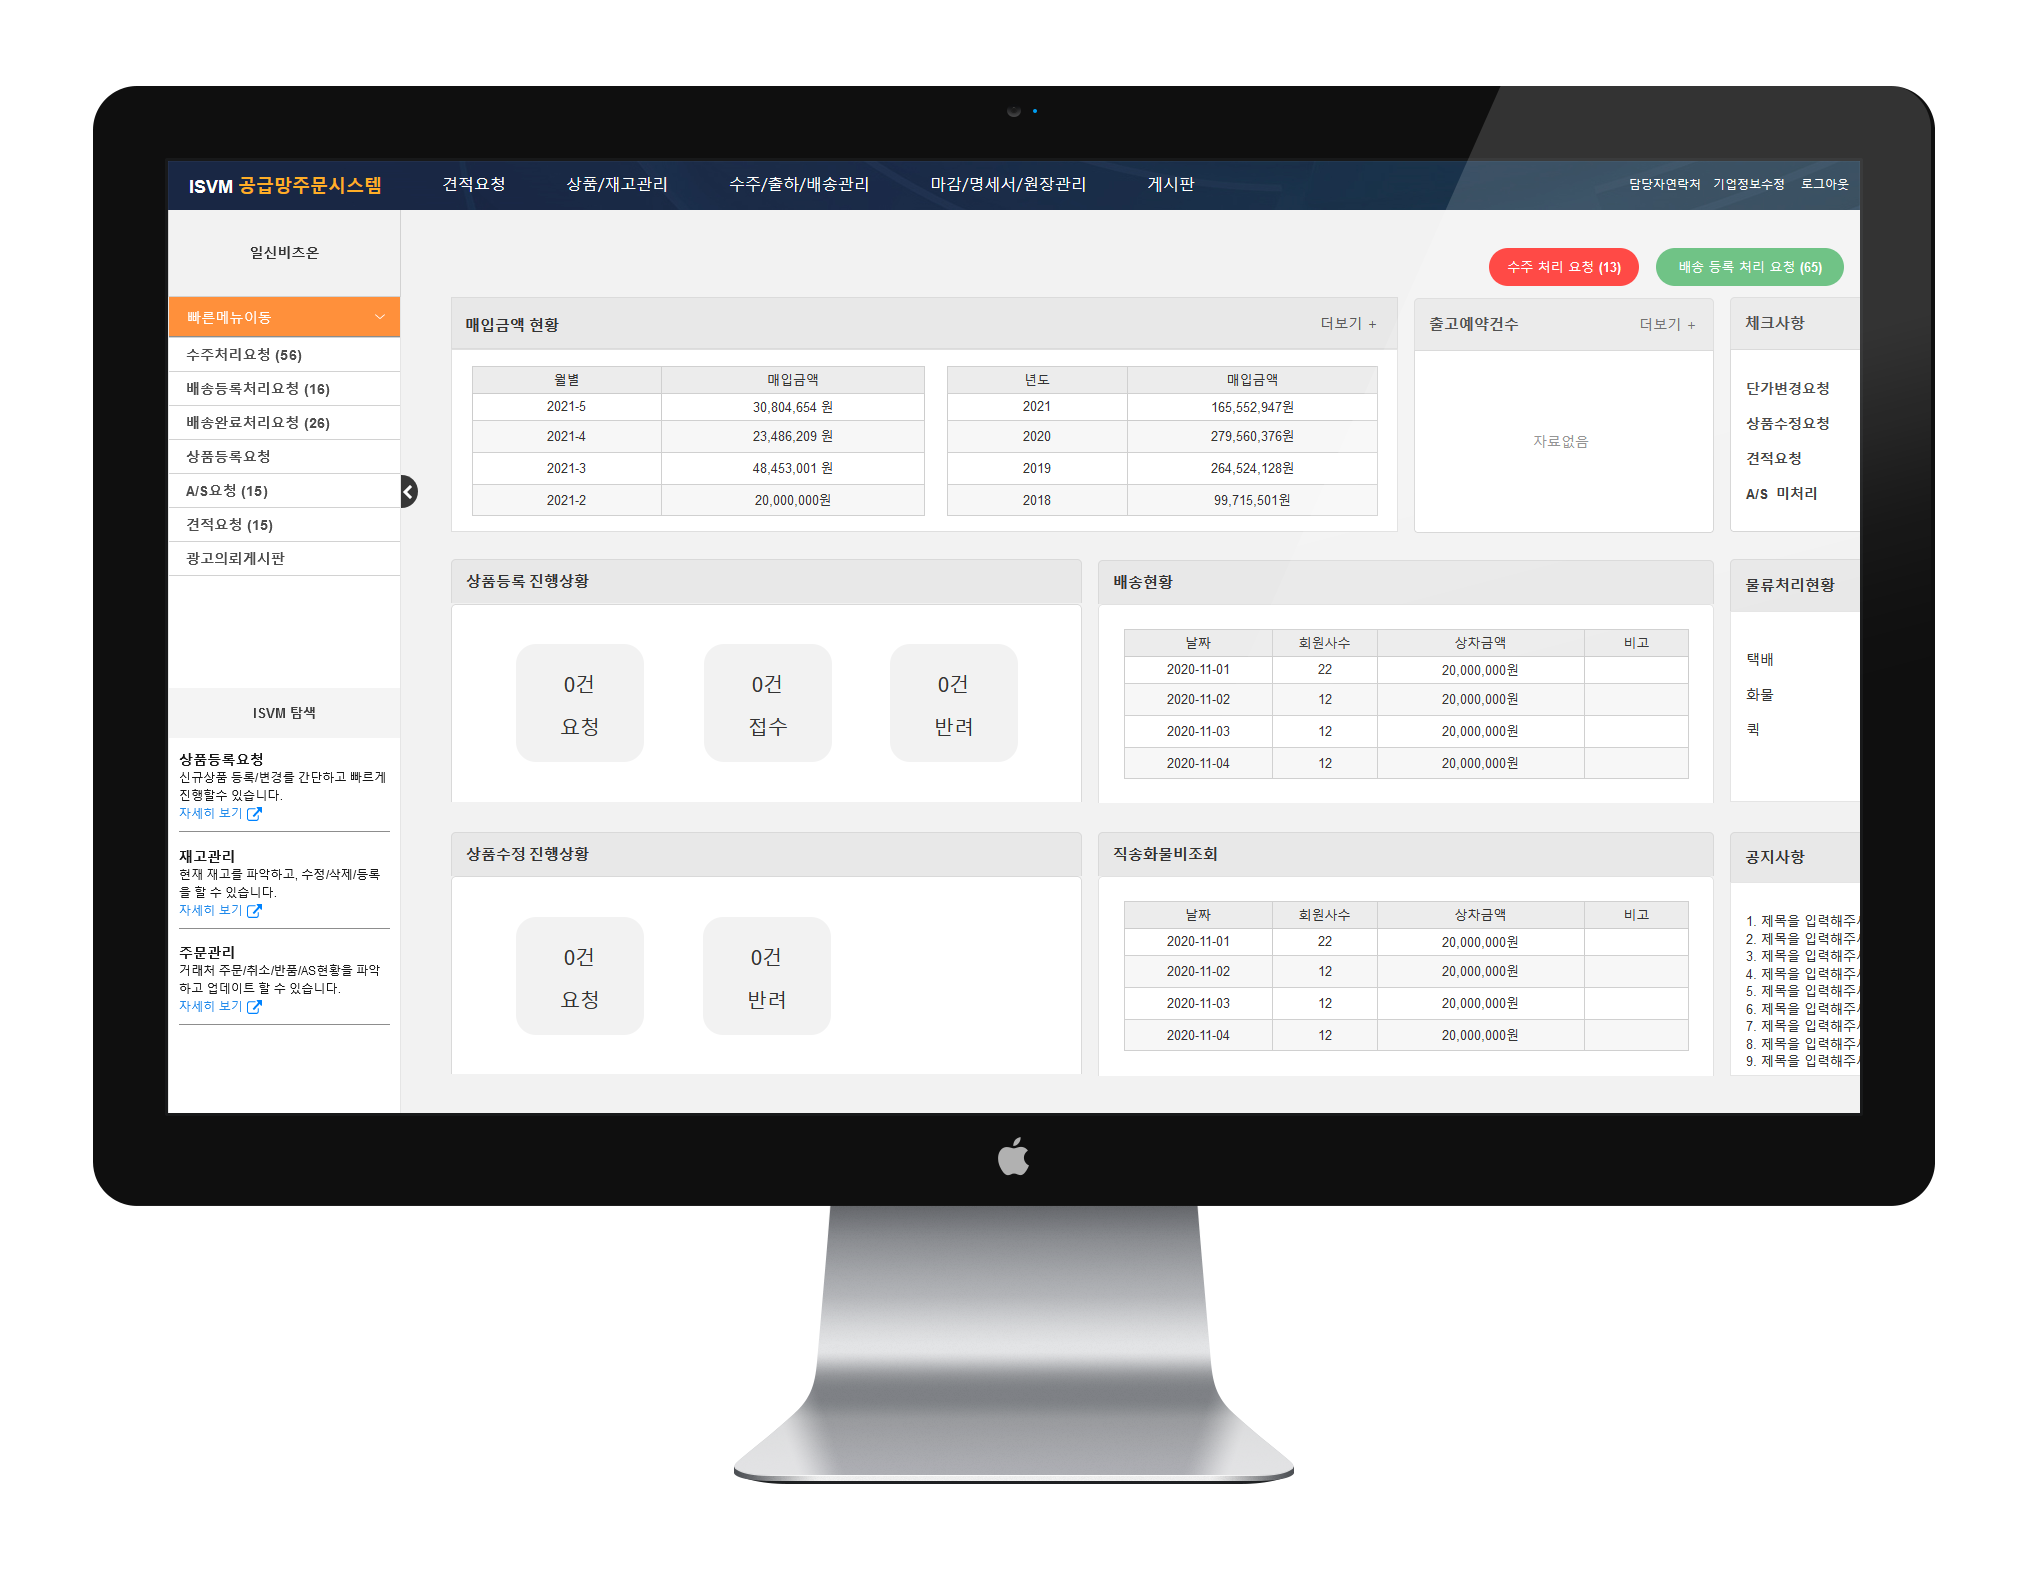 ISVM 공급망주문시스템
견적요청 상품/재고관리 수주/출하/배송관리 마감/명세서/원장관리 게시판
담당자연락처 기업정보수정 로그아웃
일신비츠온
빠른메뉴이동
수주처리요청 (56)
배송등록처리요청 (16)
배송완료처리요청 (26)
상품등록요청
A/S요청 (15)
견적요청 (15)
광고의뢰게시판
ISVM 탐색
상품등록요청
신규상품 등록/변경를 간단하고 빠르게
진행할수 있습니다.
자세히 보기
재고관리
현재 재고를 파악하고, 수정/삭제/등록
을 할 수 있습니다.
자세히 보기
주문관리
거래처 주문/취소/반품/AS현황을 파악
하고 업데이트 할 수 있습니다.
자세히 보기
수주 처리 요청 (13) 배송 등록 처리 요청 (65)
매입금액 현황 더보기 +
월별 매입금액
2021-5 30,804,654 원
2021-4 23,486,209 원
2021-3 48,453,001 원
2021-2 20,000,000원
년도 매입금액
2021 165,552,947원
2020 279,560,376원
2019 264,524,128원
2018 99,715,501원
출고예약건수 더보기 +
자료없음
체크사항
단가변경요청
상품수정요청
견적요청
A/S 미처리
상품등록 진행상황
0건 0건 0건
요청 접수 반려
배송현황
날짜 회원사수 상차금액 비고
2020-11-01 22 20,000,000원
2020-11-02 12 20,000,000원
2020-11-03 12 20,000,000원
2020-11-04 12 20,000,000원
물류처리현황
택배
화물
퀵
상품수정 진행상황
0건 0건
요청 반려
직송화물비조회
날짜 회원사수 상차금액 비고
2020-11-01 22 20,000,000원
2020-11-02 12 20,000,000원
2020-11-03 12 20,000,000원
2020-11-04 12 20,000,000원
공지사항
1. 제목을 입력해주
2. 제목을 입력해주
3. 제목을 입력해주
4. 제목을 입력해주
5. 제목을 입력해주
6. 제목을 입력해주
7. 제목을 입력해주
8. 제목을 입력해주
9. 제목을 입력해주